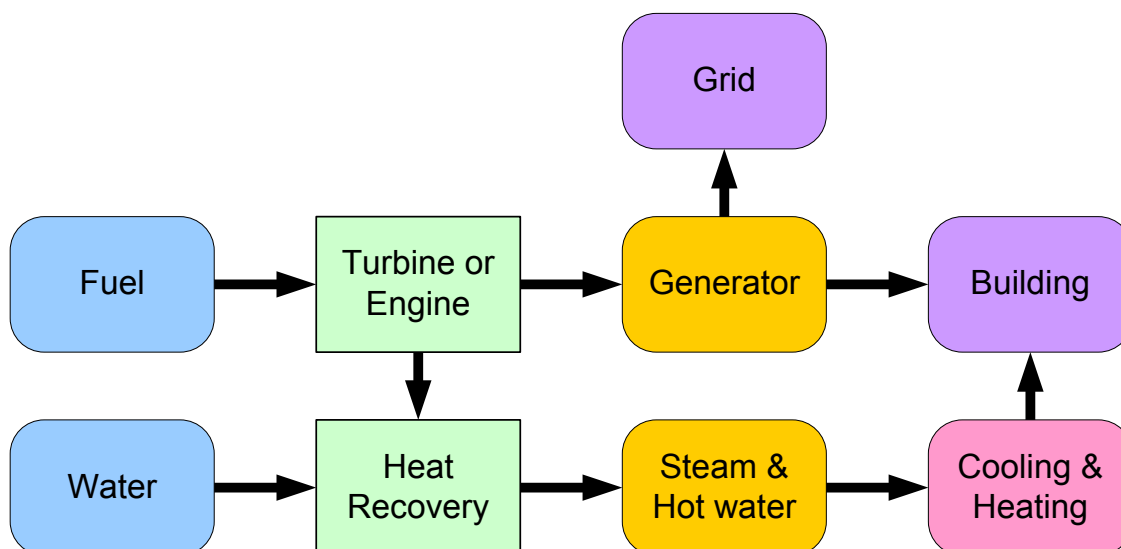 Grid
Fuel
Turbine or
Engine
Generator
Building
Water
Heat
Recovery
Steam &
Hot water
Cooling &
Heating